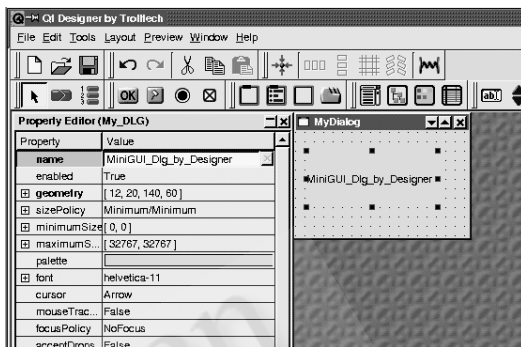 Qt Designer by Trolltech
File Edit Tools Layout Preview Window Help
OK
ab
Property Editor (My_DLG)
MyDialog
Property Value
name MiniGUI_Dlg_by_Designer
MiniGUI_Dlg_by_Designer
enabled True
geometry [ 12, 20, 140, 60 ]
sizePolicy Minimum/Minimum
minimumSize [ 0, 0 ]
maximumS... [ 32767, 32767 ]
palette
font helvetica-11
cursor Arrow
mouseTrac... False
focusPolicy NoFocus
acceptDrops False